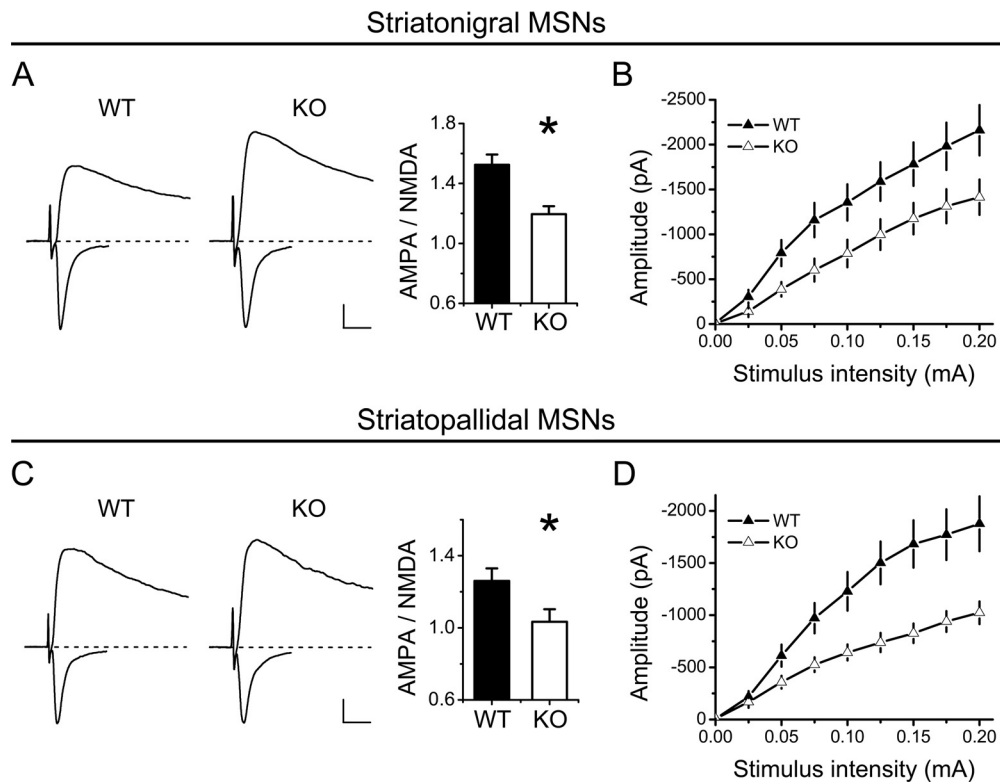 Striatonigral MSNs
A
WT
KO
AMPA / NMDA
1.8
1.4
1.0
0.6
*
WT
KO
B
Amplitude (pA)
-2500
-2000
-1500
-1000
-500
0
WT
KO
0.00
0.05
0.10
0.15
0.20
Stimulus intensity (mA)
Striatopallidal MSNs
C
WT
KO
AMPA / NMDA
1.4
1.0
0.6
*
WT
KO
D
Amplitude (pA)
-2000
-1500
-1000
-500
0
WT
KO
0.00
0.05
0.10
0.15
0.20
Stimulus intensity (mA)